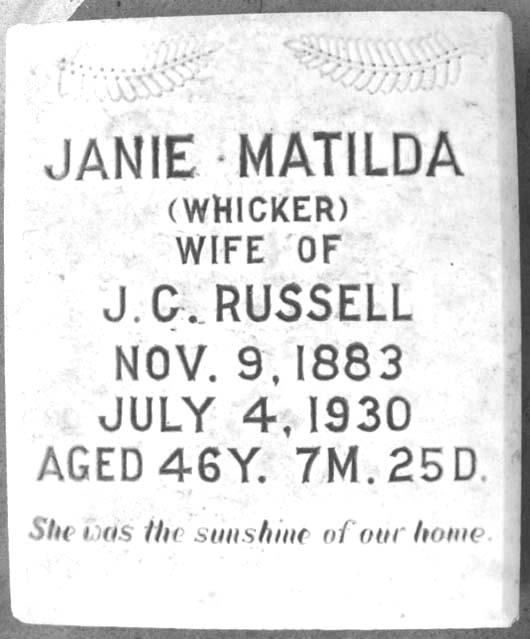 JANIE MATILDA
(WHICKER)
WIFE OF
J. C. RUSSELL
NOV. 9, 1883
JULY 4, 1930
AGED 46Y. 7M. 25D.
She was the sunshine of our home.